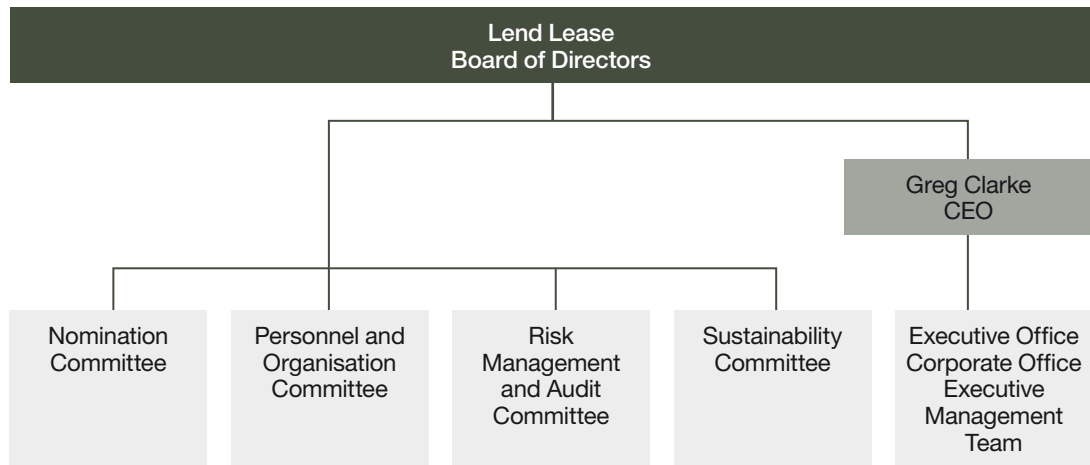 Lend Lease
Board of Directors
Greg Clarke
CEO
Nomination
Committee
Personnel and
Organisation
Committee
Risk
Management
and Audit
Committee
Sustainability
Committee
Executive Office
Corporate Office
Executive
Management
Team